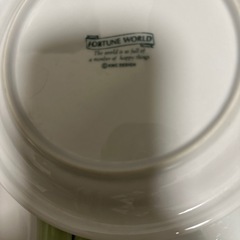 FORTUNE WORLD
The world is so full of
a number of happy things